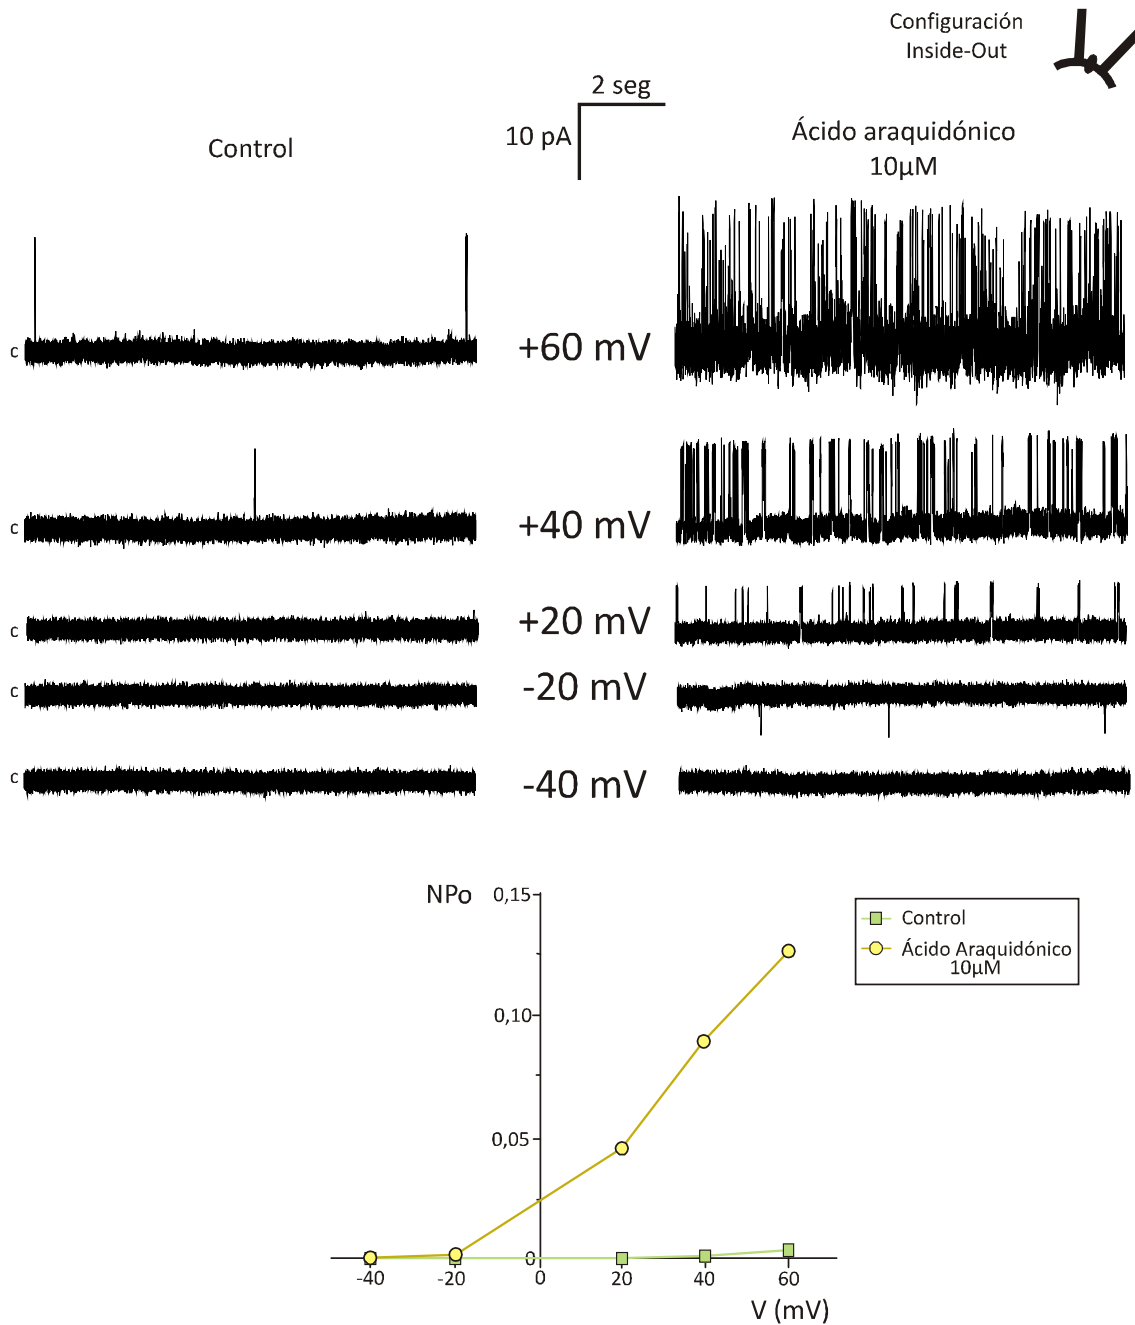 Configuración
Inside-Out
2 seg
10 pA
Control
Ácido araquidónico
10µM
c
+60 mV
c
+40 mV
c
+20 mV
c
-20 mV
c
-40 mV
NPo
0,15
0,10
0,05
0
-40
-20
0
20
40
60
V (mV)
Control
Ácido Araquidónico
10µM